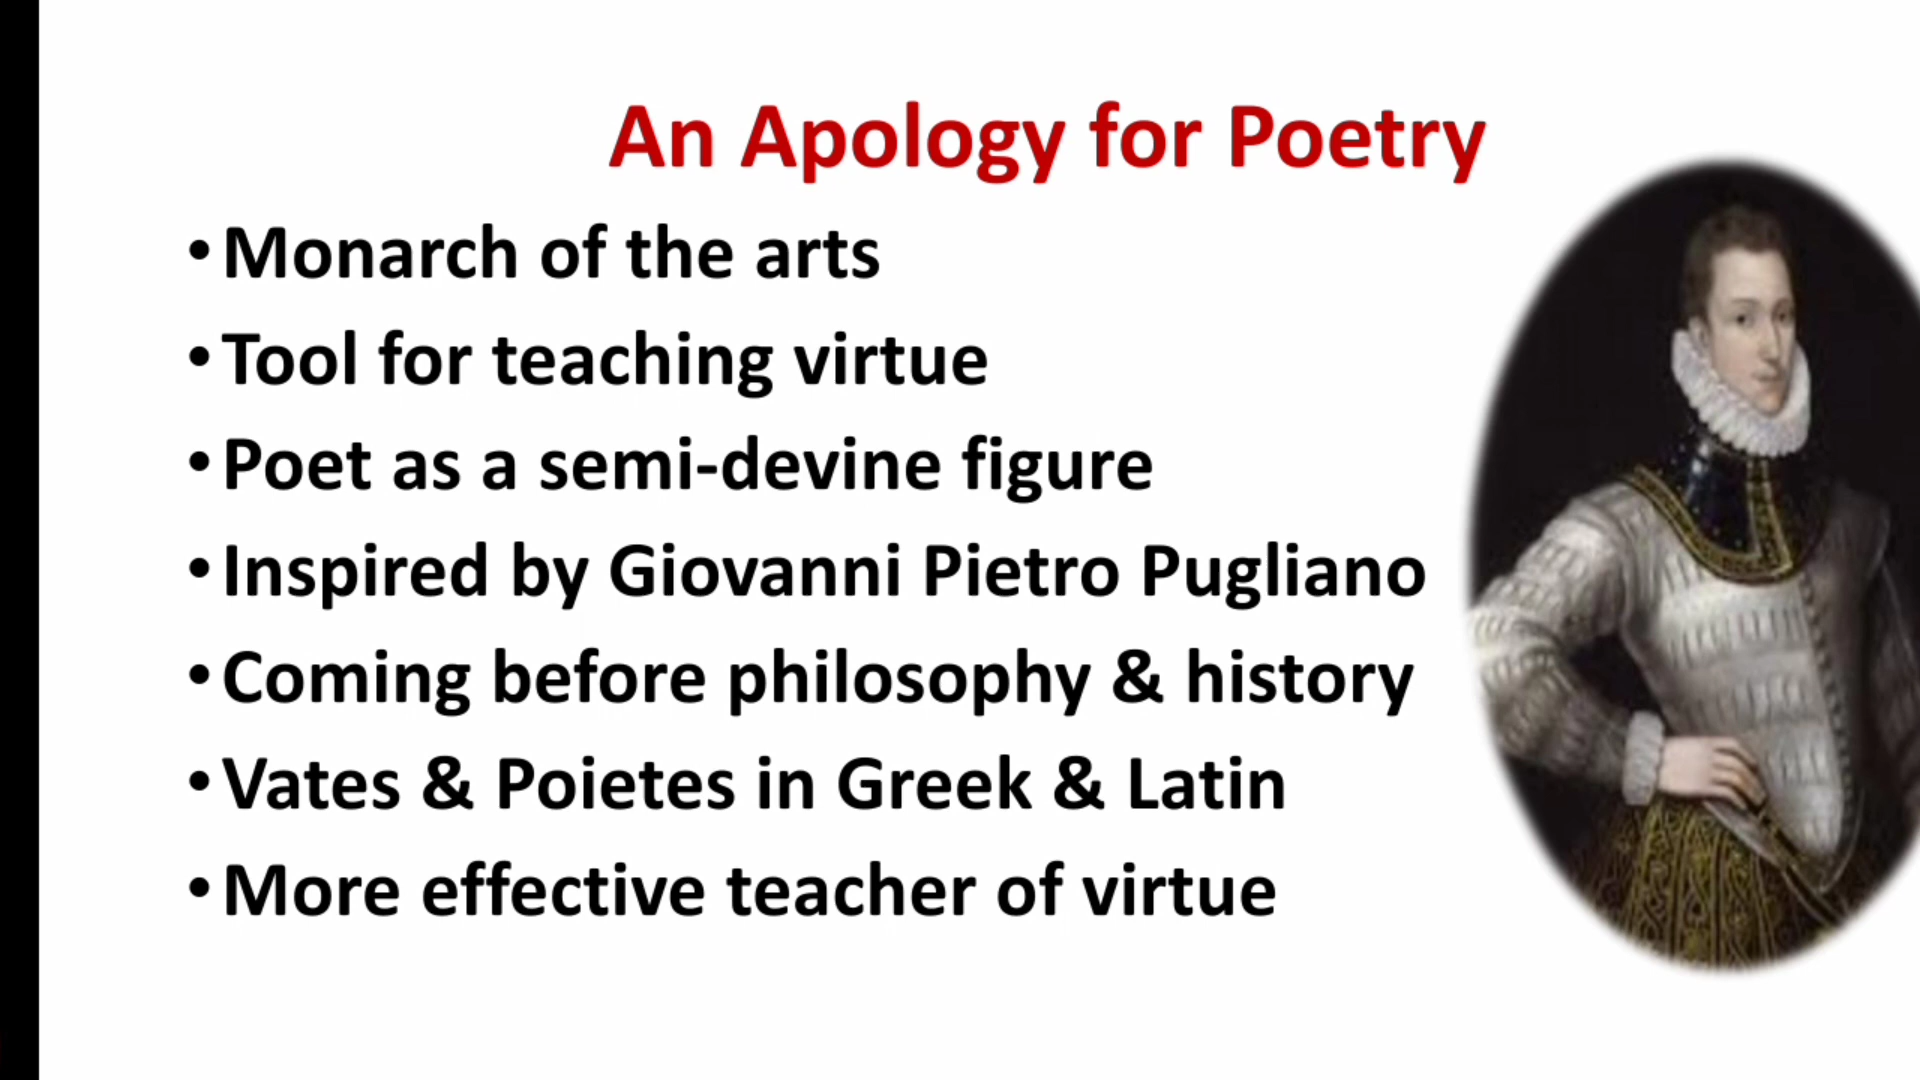 An Apology for Poetry
• Monarch of the arts
• Tool for teaching virtue
• Poet as a semi-devine figure
• Inspired by Giovanni Pietro Pugliano
• Coming before philosophy & history
• Vates & Poietes in Greek & Latin
• More effective teacher of virtue